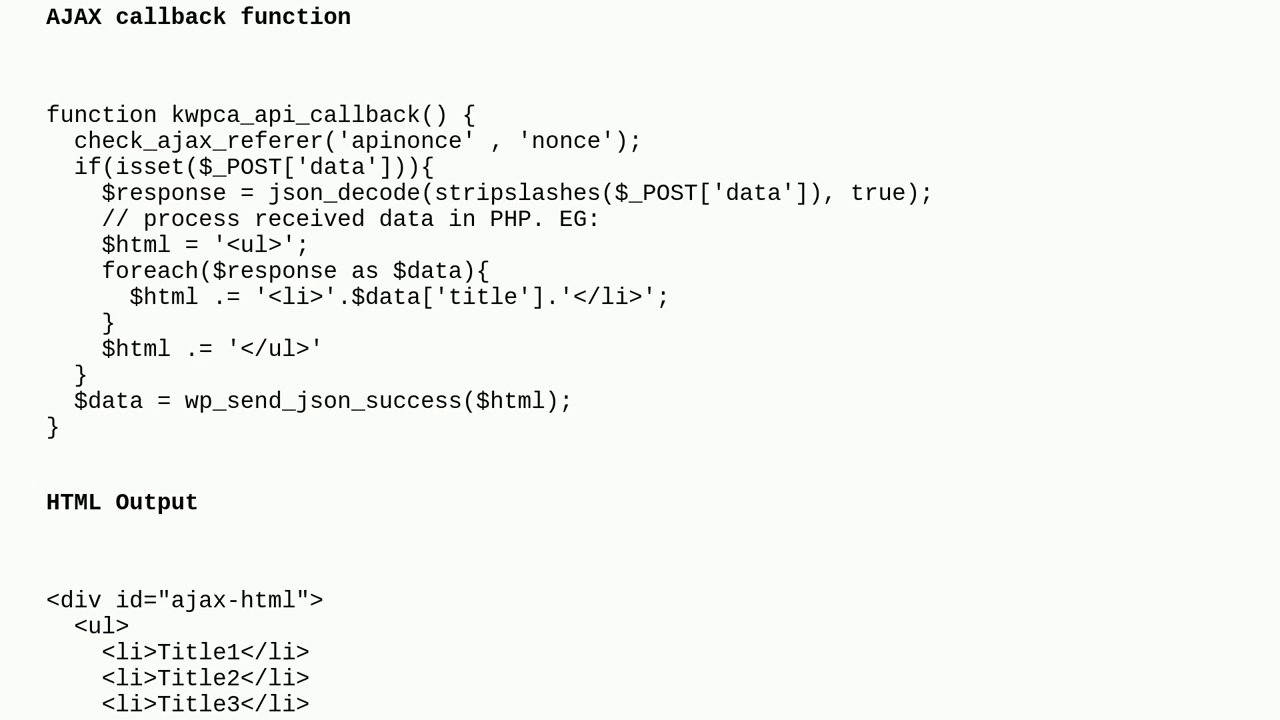 AJAX callback function
function kwpca_api_callback() {
  check_ajax_referer('apinonce' , 'nonce');
  if(isset($_POST['data'])){
    $response = json_decode(stripslashes($_POST['data']), true);
    // process received data in PHP. EG:
    $html = '<ul>';
    foreach($response as $data){
      $html .= '<li>'.$data['title'].'</li>';
    }
    $html .= '</ul>'
  }
  $data = wp_send_json_success($html);
}
HTML Output
<div id="ajax-html">
  <ul>
    <li>Title1</li>
    <li>Title2</li>
    <li>Title3</li>